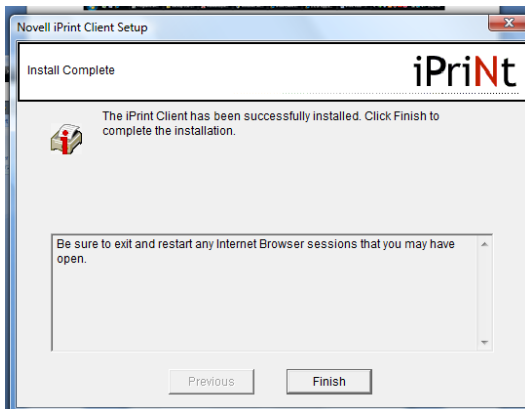 Novell iPrint Client Setup
Install Complete
iPriNt
The iPrint Client has been successfully installed. Click Finish to
complete the installation.
Be sure to exit and restart any Internet Browser sessions that you may have
open.
Previous
Finish